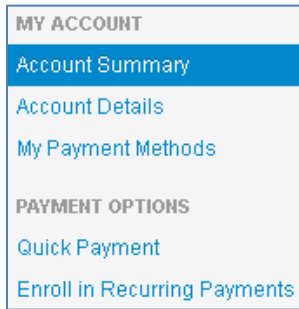 MY ACCOUNT
Account Summary
Account Details
My Payment Methods
PAYMENT OPTIONS
Quick Payment
Enroll in Recurring Payments